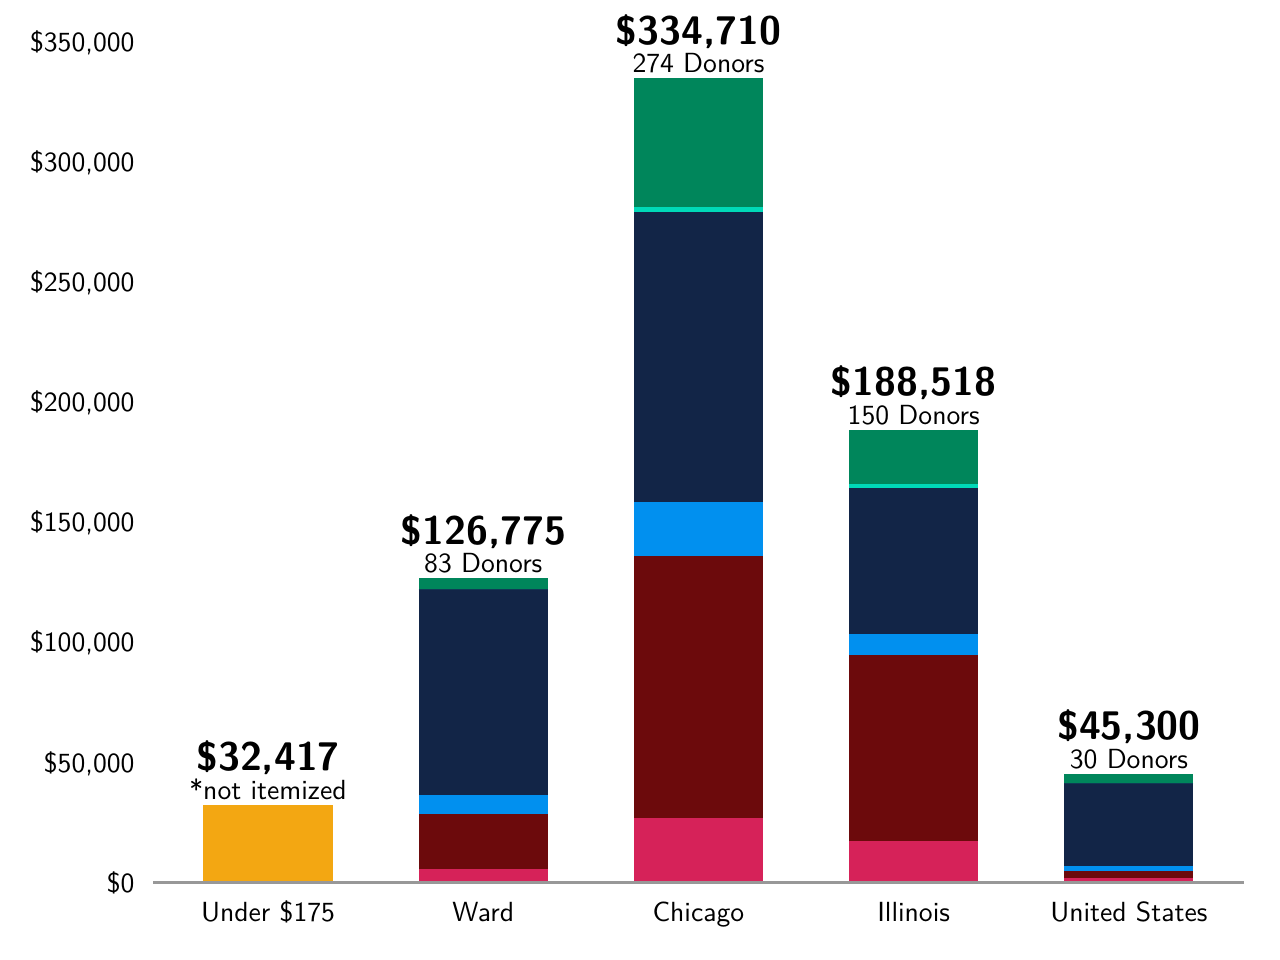 $350,000
$300,000
$250,000
$200,000
$150,000
$100,000
$50,000
$0
$32,417
*not itemized
$126,775
83 Donors
$334,710
274 Donors
$188,518
150 Donors
$45,300
30 Donors
Under $175
Ward
Chicago
Illinois
United States